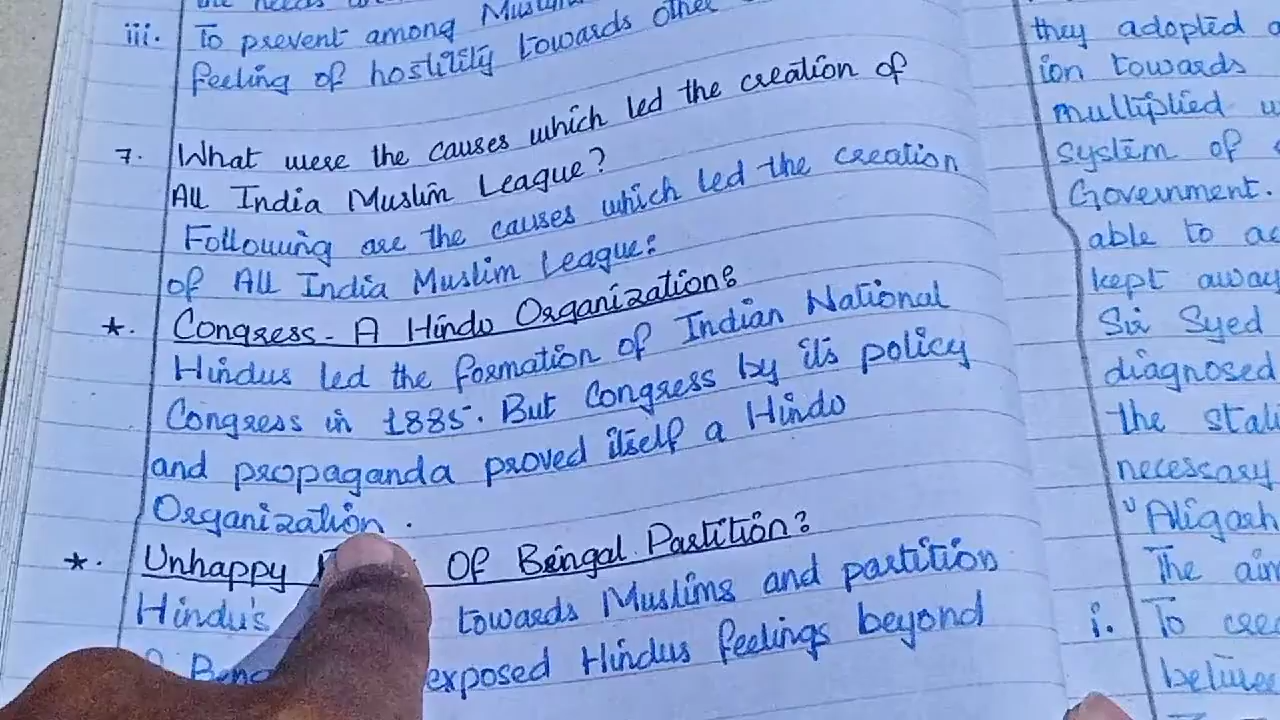 iii. To prevent among
feeling of hostility towards other
7. What were the causes which led the creation of
All India Muslim League?
Following are the causes which led the creation
of All India Muslim League:
*. Congress - A Hindu Organization:
Hindus led the formation of Indian National
Congress in 1885. But Congress by its policy
and propaganda proved itself a Hindu
Organization.
*. Unhappy Of Bengal Partition:
Hindu's towards Muslims and partition
exposed Hindus feelings beyond
they adopted
ion towards
multiplied
system of
Government.
able to
kept away
Sir Syed
diagnosed
the
necessary
"Aligarh
The
i. To